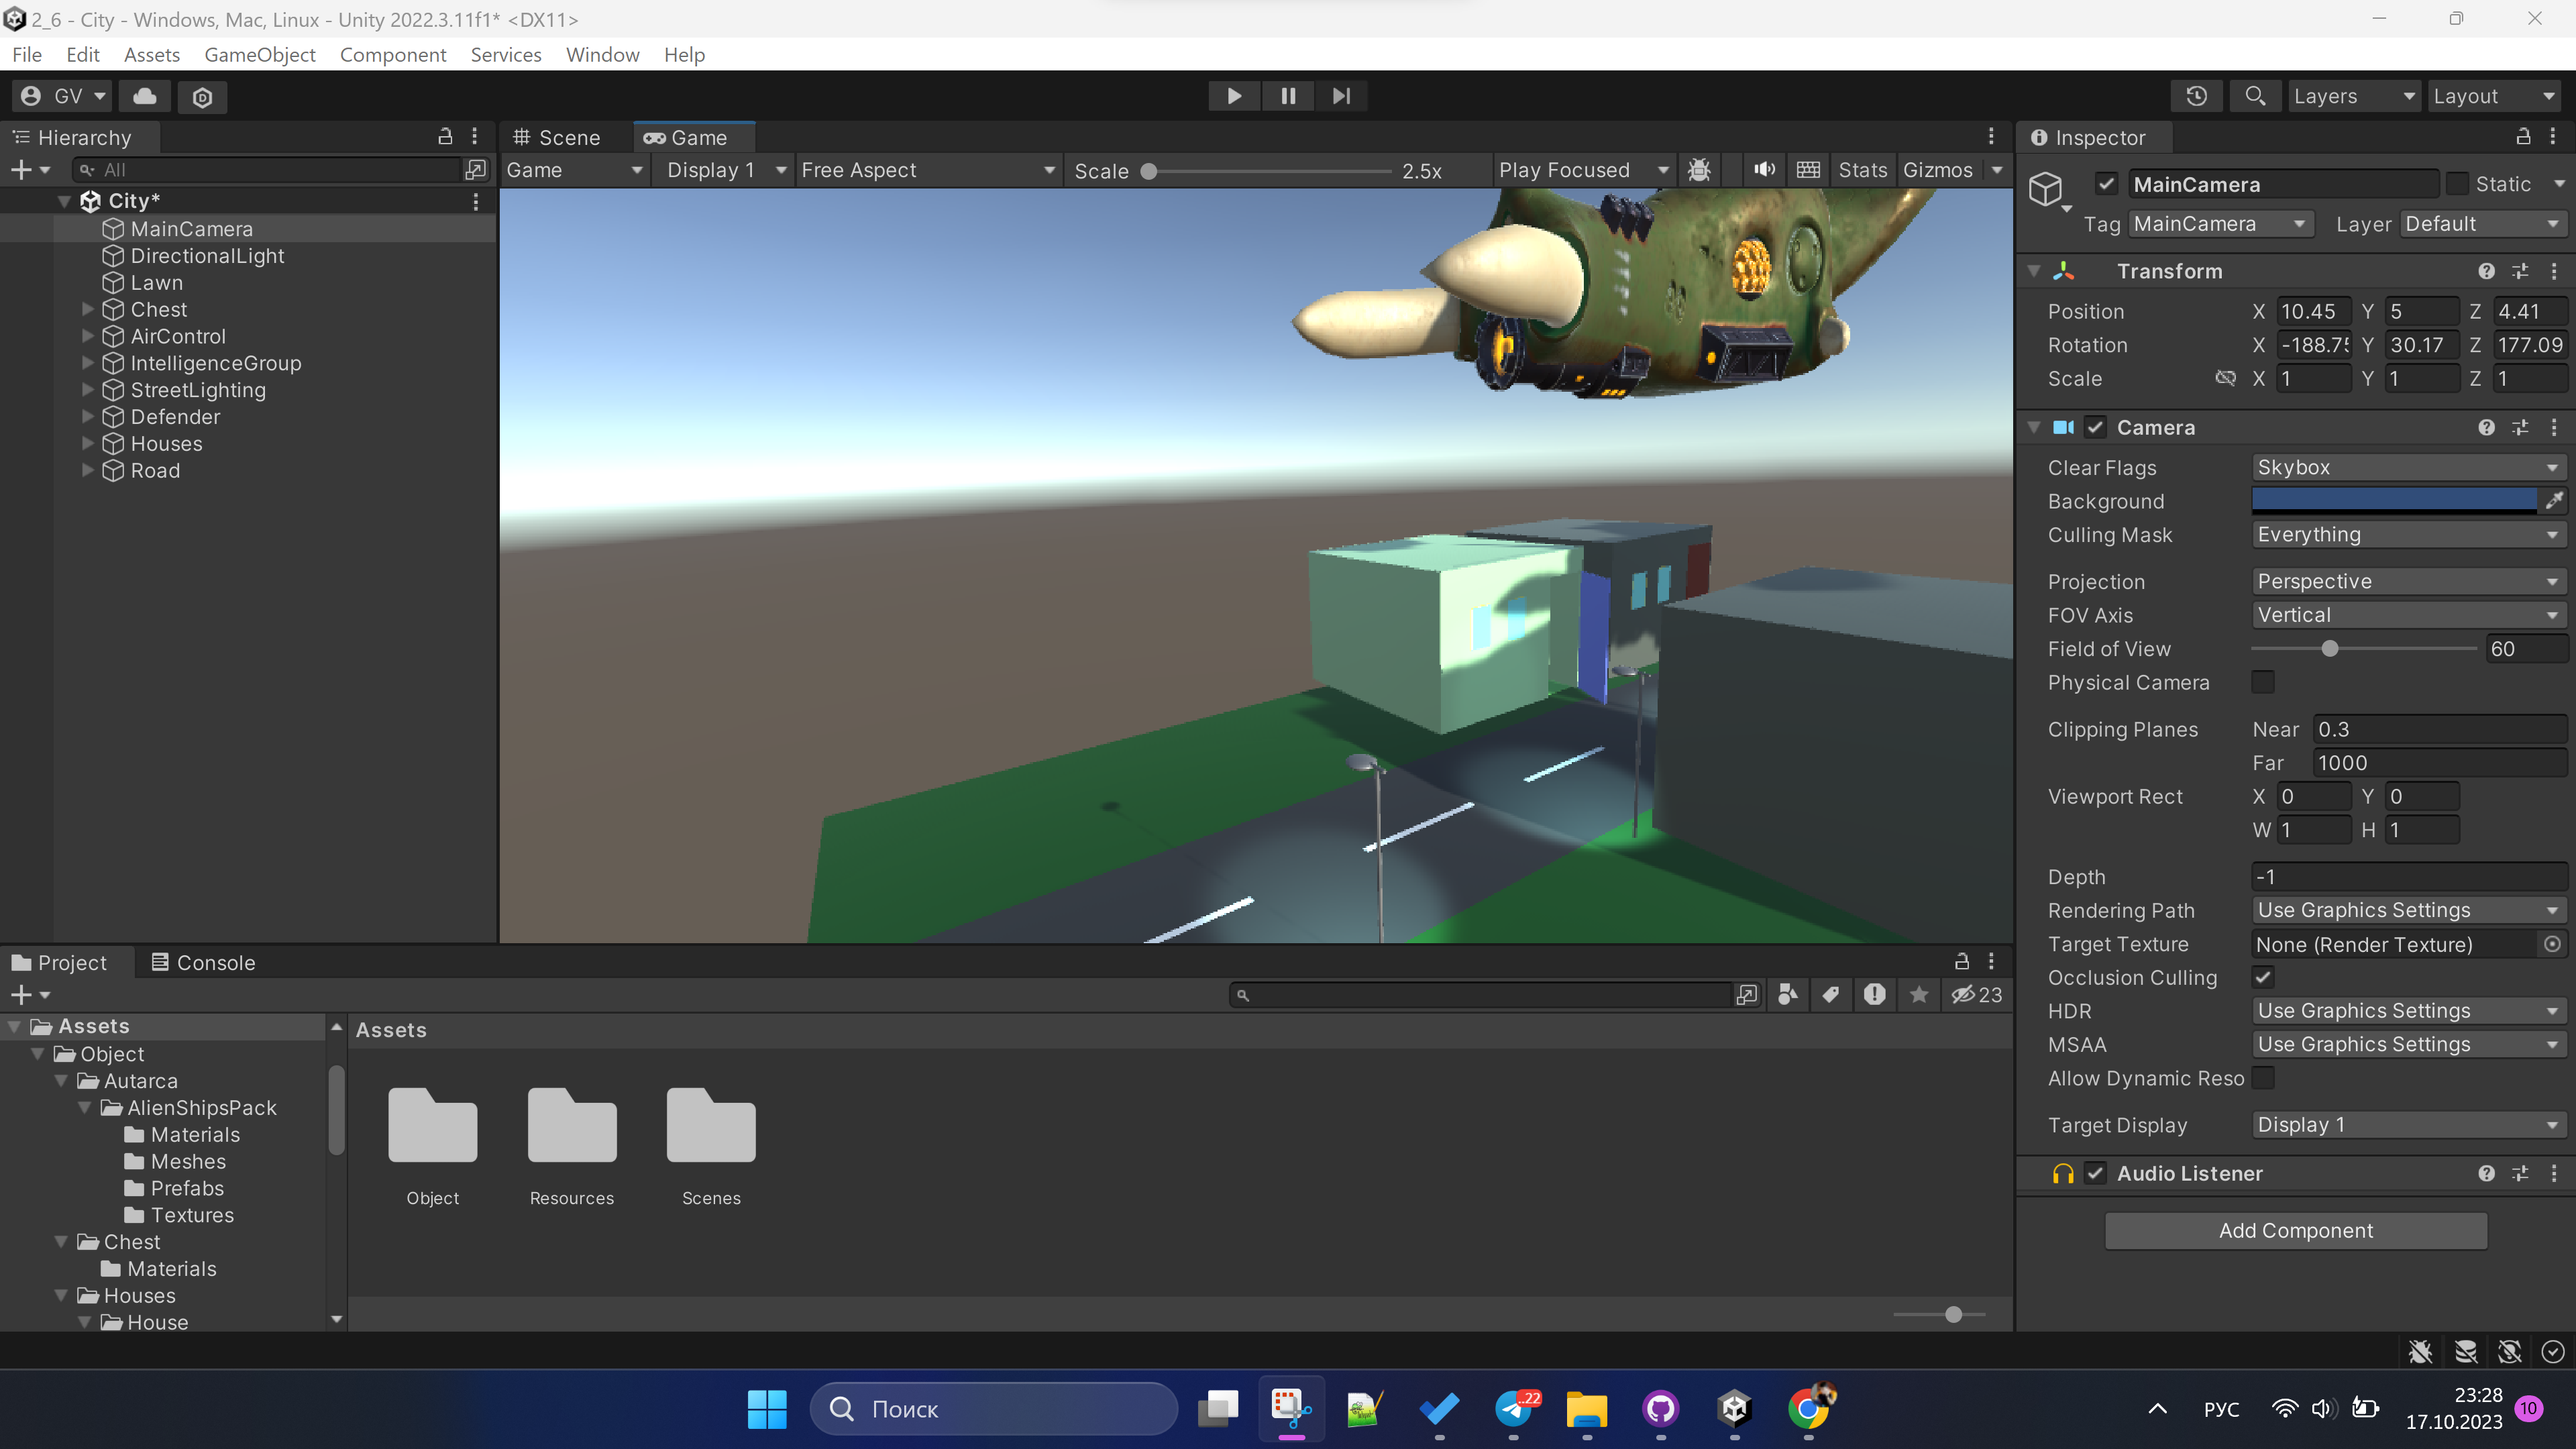 2_6 - City - Windows, Mac, Linux - Unity 2022.3.11f1* <DX11>
File Edit Assets GameObject Component Services Window Help
GV Layers Layout
Hierarchy
All
City*
MainCamera
DirectionalLight
Lawn
Chest
AirControl
IntelligenceGroup
StreetLighting
Defender
Houses
Road
Scene Game
Game Display 1 Free Aspect Scale 2.5x Play Focused Stats Gizmos
Inspector
MainCamera Static
Tag MainCamera Layer Default
Transform
Position X 10.45 Y 5 Z 4.41
Rotation X -188.75 Y 30.17 Z 177.09
Scale X 1 Y 1 Z 1
Camera
Clear Flags Skybox
Background
Culling Mask Everything
Projection Perspective
FOV Axis Vertical
Field of View 60
Physical Camera
Clipping Planes Near 0.3
Far 1000
Viewport Rect X 0 Y 0
W 1 H 1
Depth -1
Rendering Path Use Graphics Settings
Target Texture None (Render Texture)
Occlusion Culling
HDR Use Graphics Settings
MSAA Use Graphics Settings
Allow Dynamic Reso
Target Display Display 1
Audio Listener
Add Component
Project Console
23
Assets
Object
Autarca
AlienShipsPack
Materials
Meshes
Prefabs
Textures
Chest
Materials
Houses
House
Assets
Object Resources Scenes
Поиск
..22
РУС
23:28
17.10.2023
10